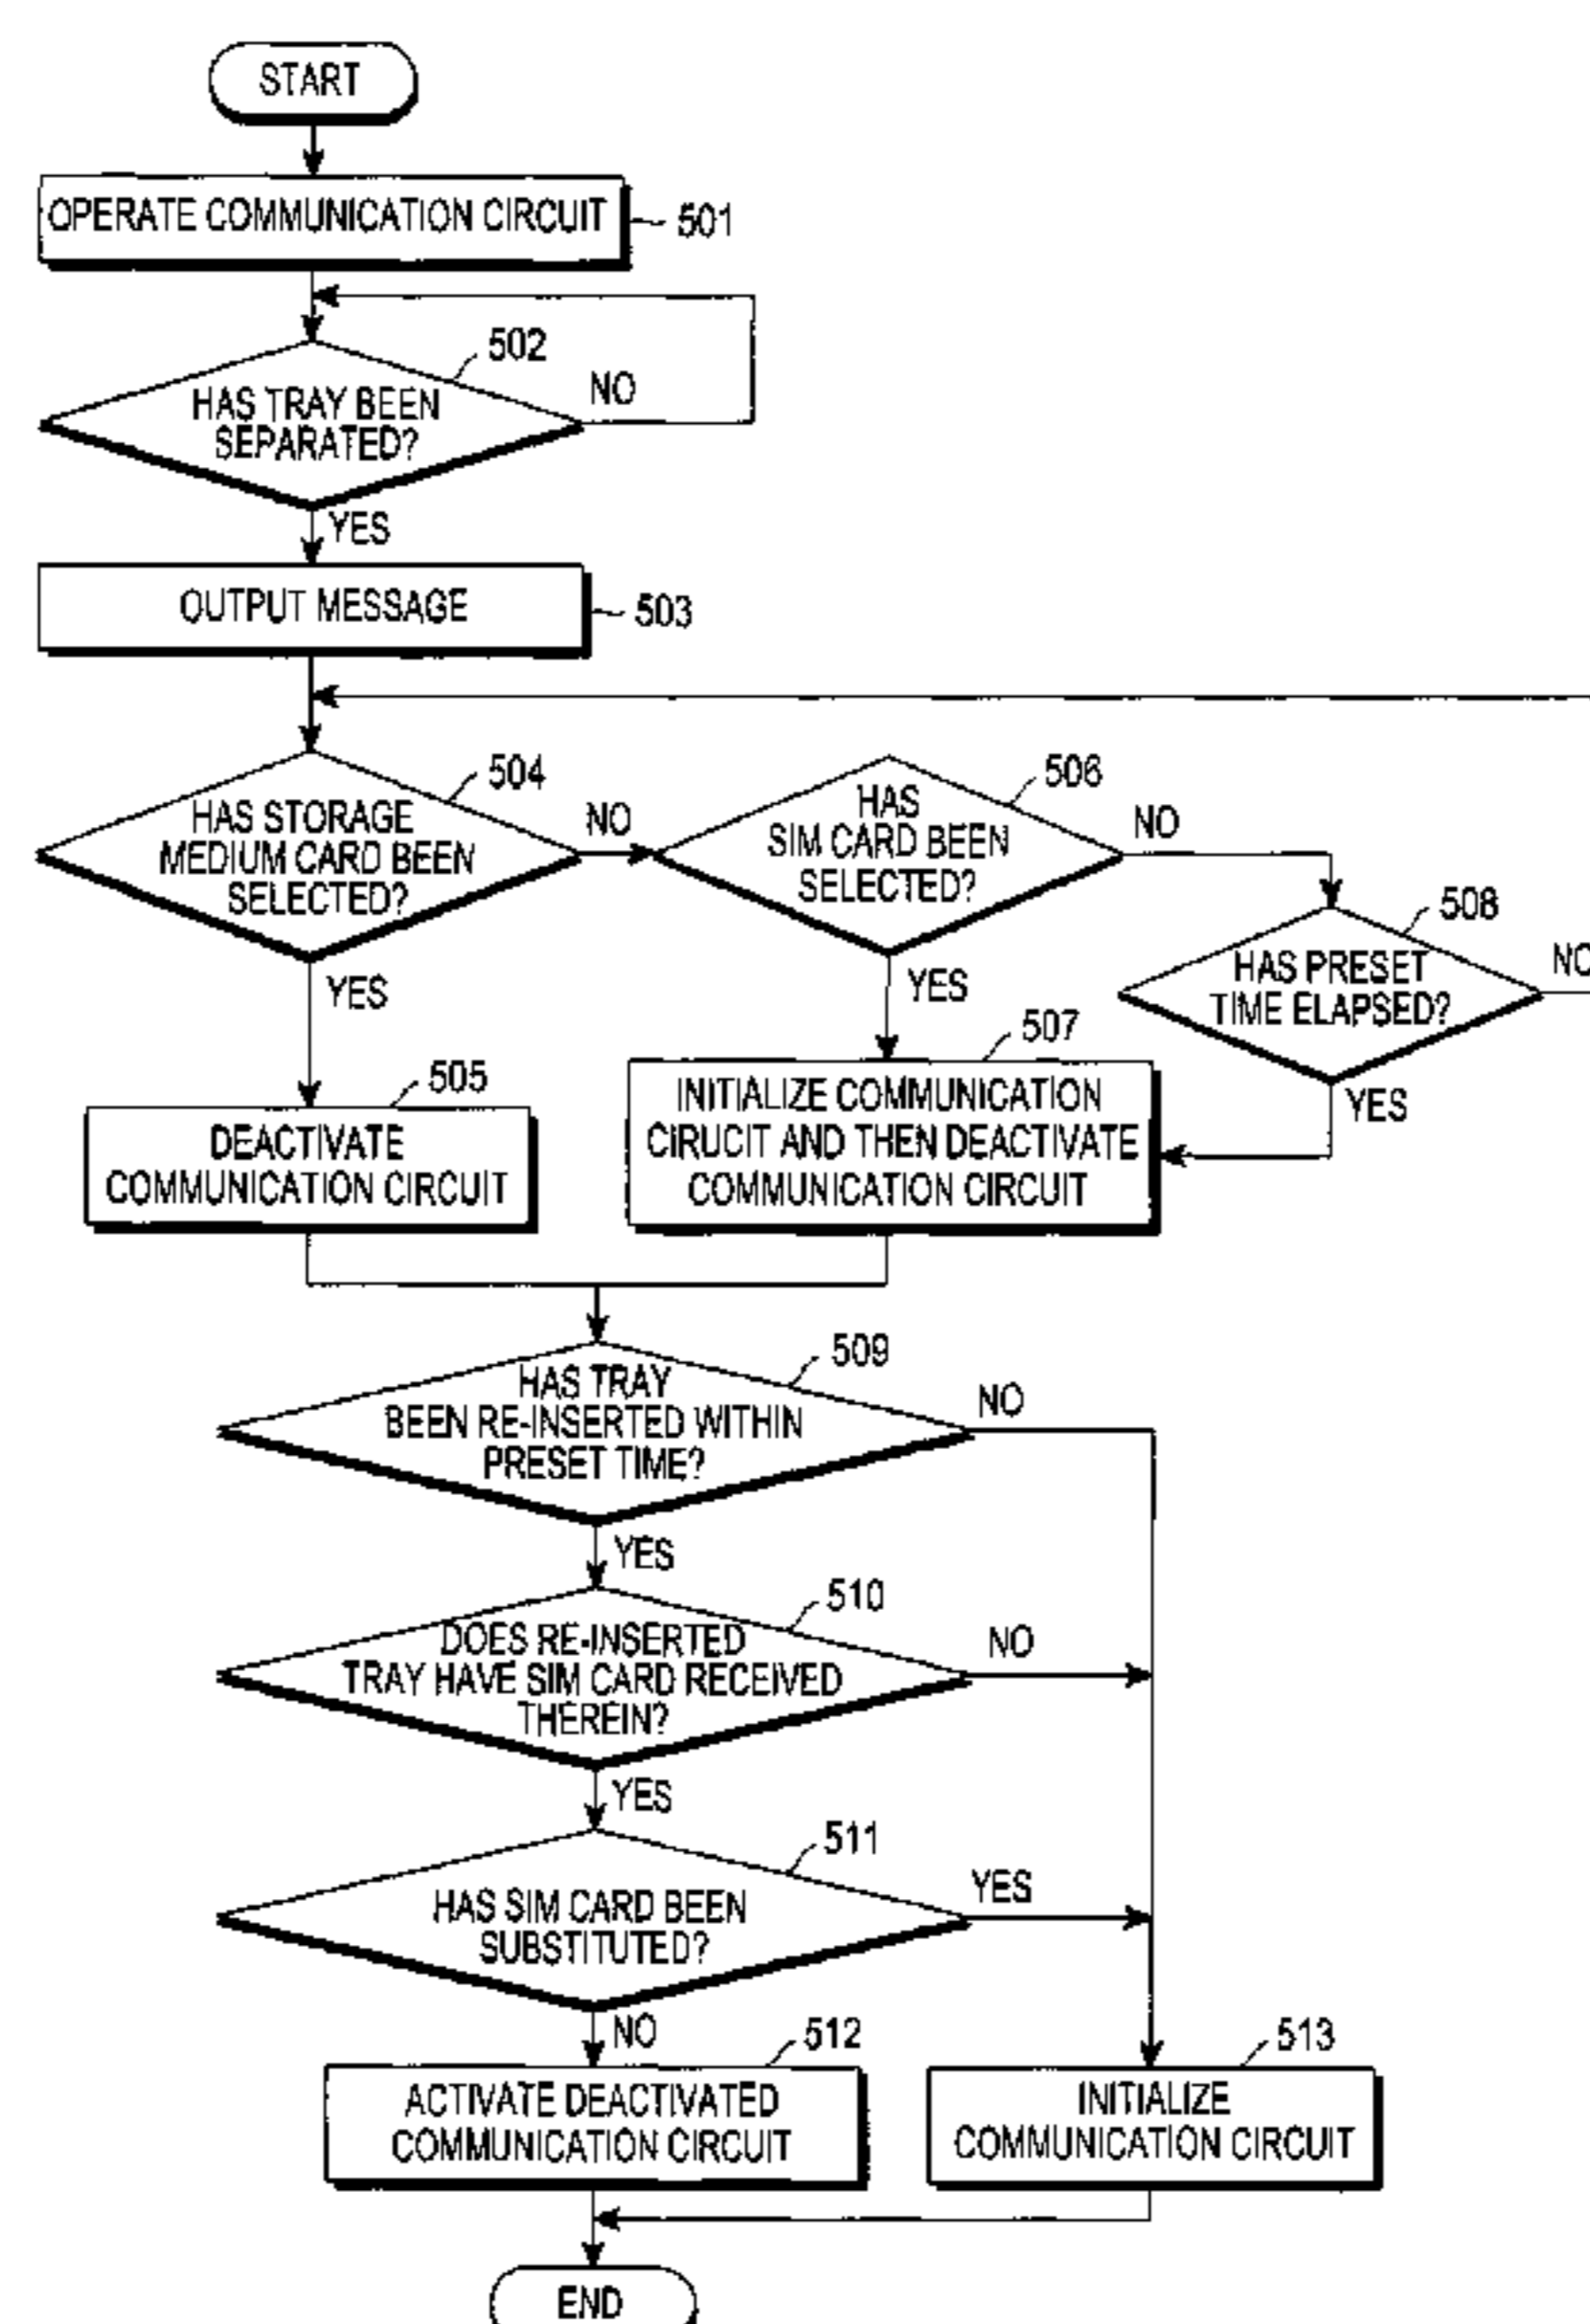 START
OPERATE COMMUNICATION CIRCUIT
501
502
HAS TRAY BEEN
SEPARATED?
NO
YES
OUTPUT MESSAGE
503
504
HAS STORAGE
MEDIUM CARD BEEN
SELECTED?
NO
YES
506
HAS
SIM CARD BEEN
SELECTED?
NO
YES
508
HAS PRESET
TIME ELAPSED?
NO
YES
505
DEACTIVATE
COMMUNICATION CIRCUIT
507
INITIALIZE COMMUNICATION
CIRUCIT AND THEN DEACTIVATE
COMMUNICATION CIRCUIT
509
HAS TRAY
BEEN RE-INSERTED WITHIN
PRESET TIME?
NO
YES
510
DOES RE-INSERTED
TRAY HAVE SIM CARD RECEIVED
THEREIN?
NO
YES
511
HAS SIM CARD BEEN
SUBSTITUTED?
YES
NO
512
ACTIVATE DEACTIVATED
COMMUNICATION CIRCUIT
513
INITIALIZE
COMMUNICATION CIRCUIT
END